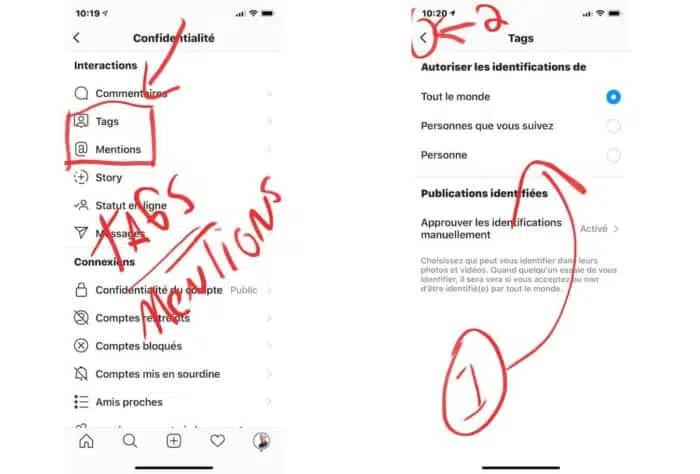 10:19
Confidentialité
Interactions
Commentaires
Tags
Mentions
Story
Statut en ligne
Messages
TAGS
MENTIONS
Connexions
Confidentialité du compte Public
Comptes restreints
Comptes bloqués
Comptes mis en sourdine
Amis proches
10:20
2
Tags
Autoriser les identifications de
Tout le monde
Personnes que vous suivez
Personne
Publications identifiées
Approuver les identifications
manuellement
Activé
Choisissez qui peut vous identifier dans leurs
photos et vidéos. Quand quelqu'un essaie de vous
identifier, il sera vera si vous acceptez ou non
d'être identifié(e) par tout le monde.
1